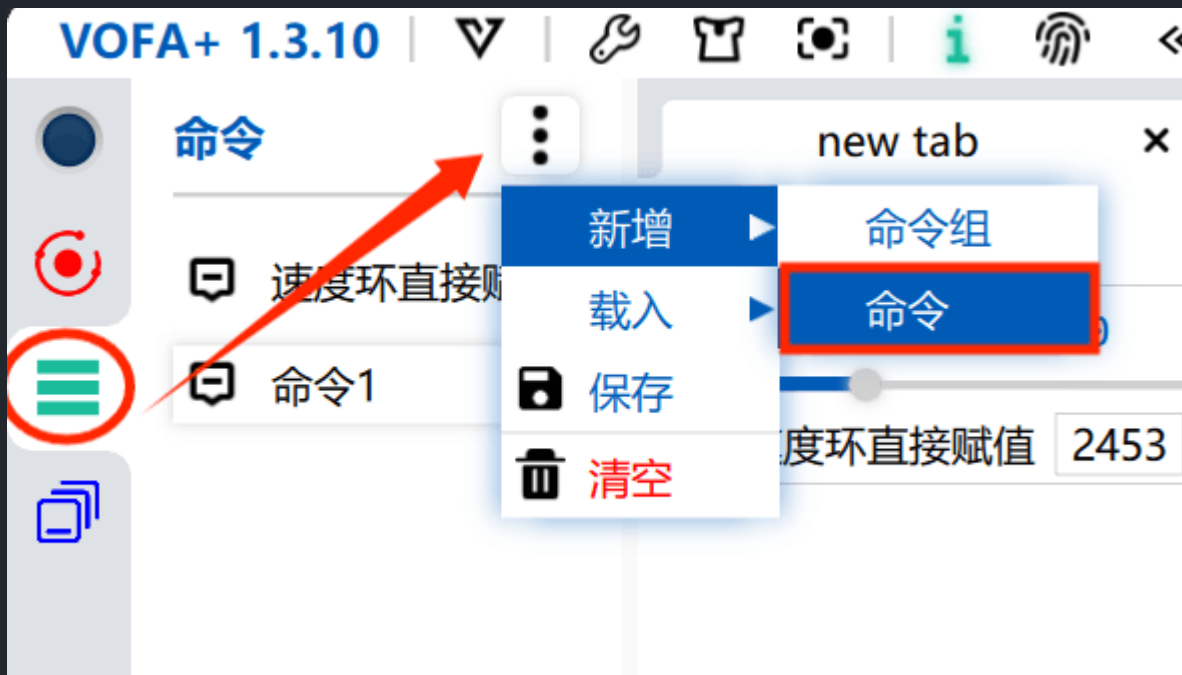 VOFA+ 1.3.10
命令
new tab
新增
命令组
速度环直接赋
载入
命令
命令1
保存
度环直接赋值 2453
清空